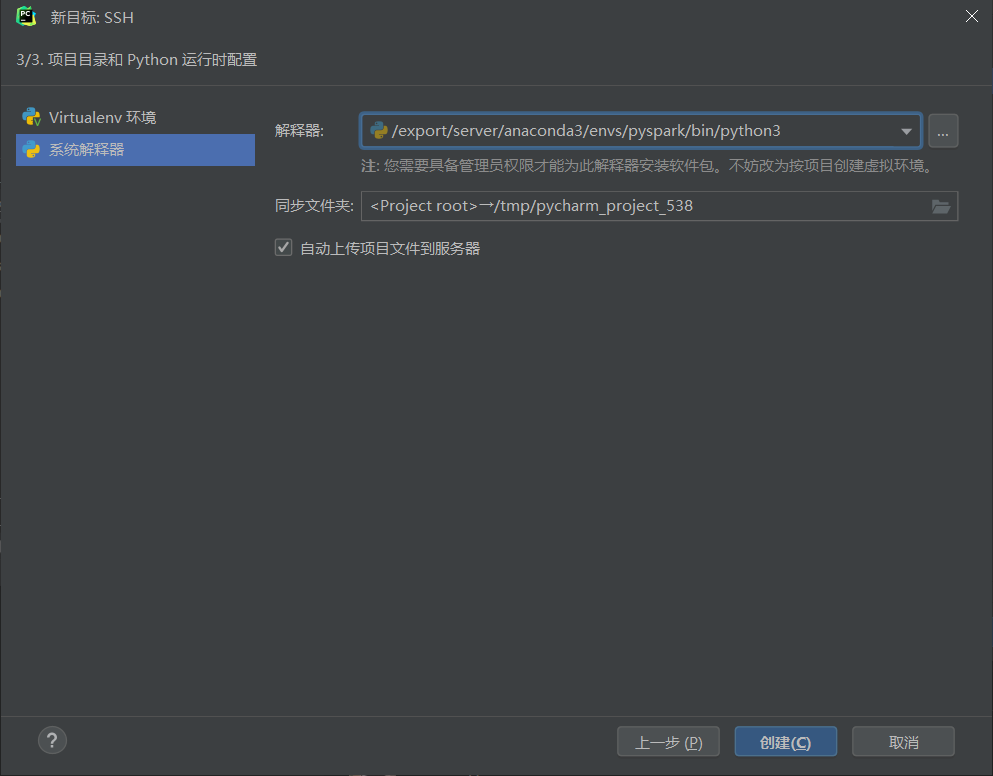 新目标: SSH
3/3. 项目目录和 Python 运行时配置
Virtualenv 环境
系统解释器
解释器:
/export/server/anaconda3/envs/pyspark/bin/python3
...
注: 您需要具备管理员权限才能为此解释器安装软件包。不妨改为按项目创建虚拟环境。
同步文件夹:
<Project root>→/tmp/pycharm_project_538
自动上传项目文件到服务器
?
上一步 (P)
创建(C)
取消